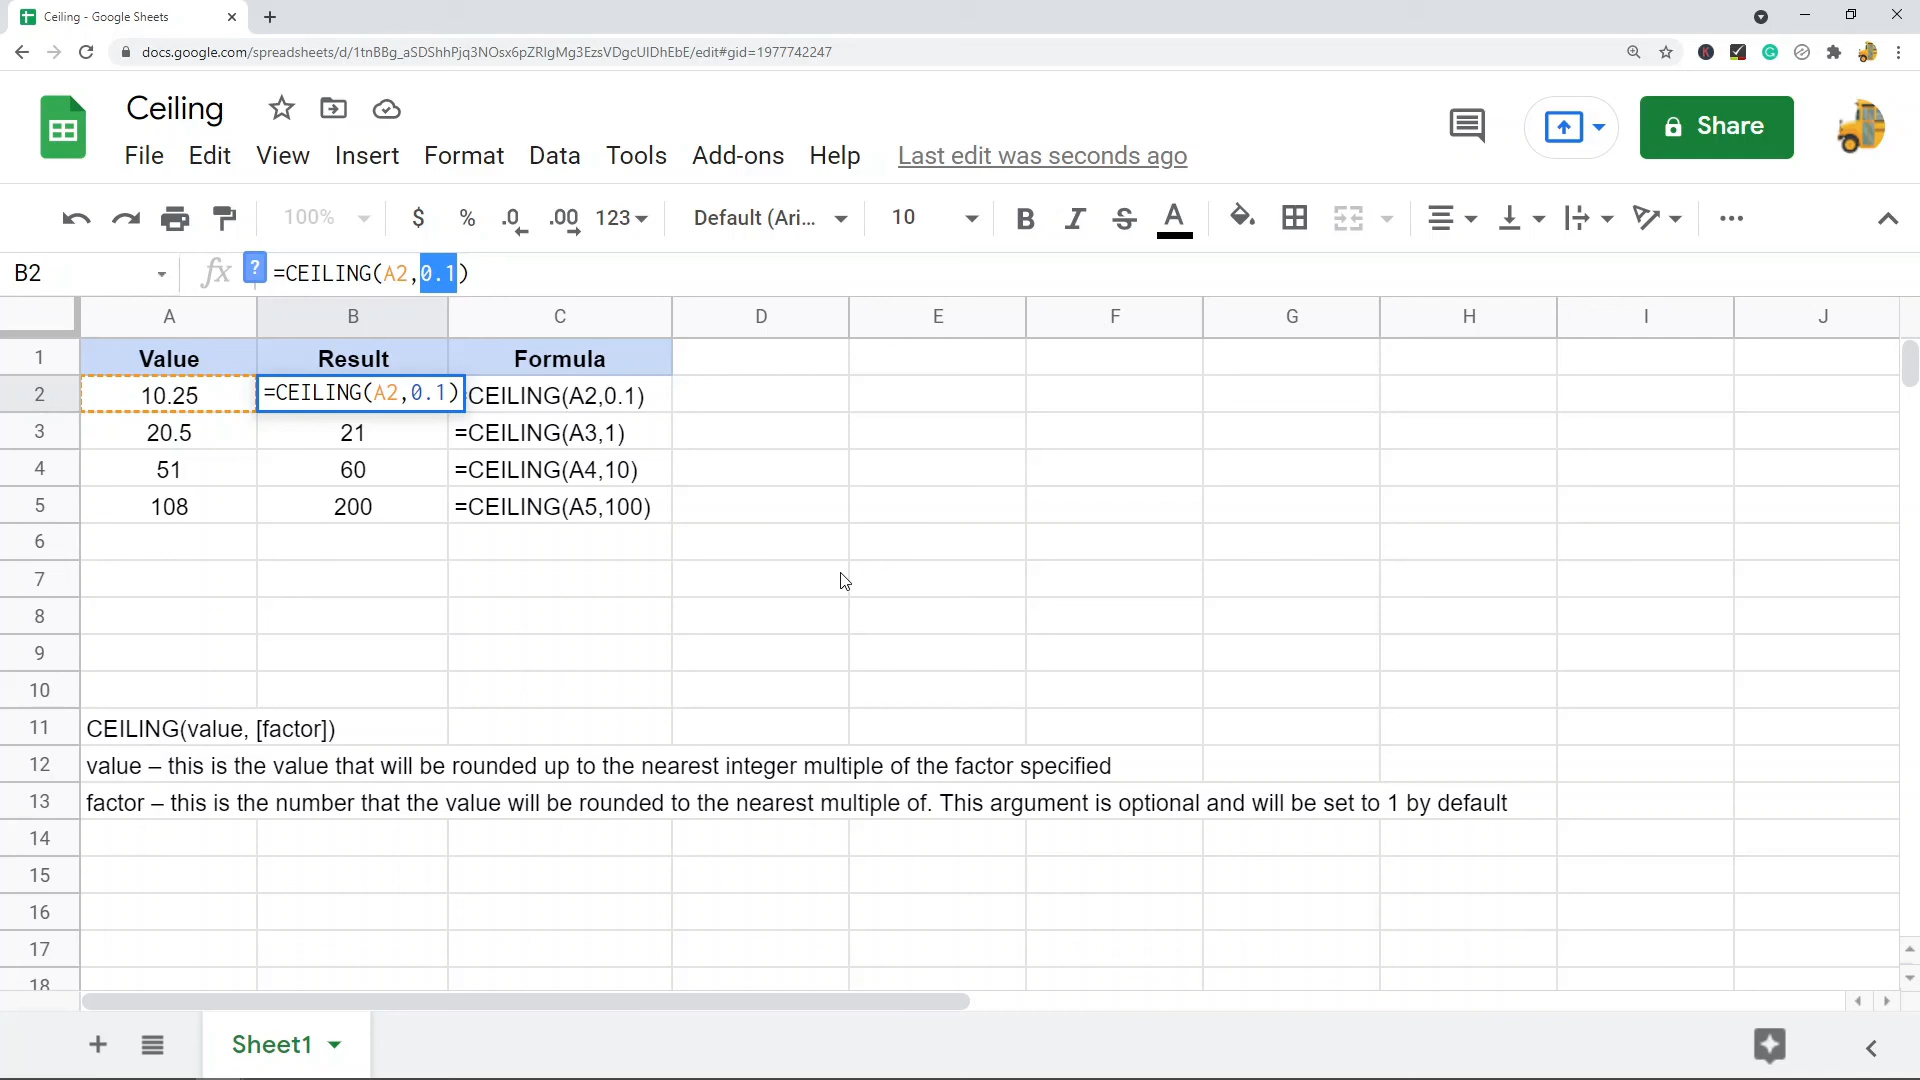 Ceiling - Google Sheets
docs.google.com/spreadsheets/d/1tnBBg_aSDShhPjq3NOsx6pZRIgMg3EzsVDgcUIDhEbE/edit#gid=1977742247
Ceiling
File Edit View Insert Format Data Tools Add-ons Help Last edit was seconds ago
Share
100% $ % .0 .00 123 Default (Ari... 10 B I S A
B2 fx ? =CEILING(A2,0.1)
A B C D E F G H I J
1 Value Result Formula
2 10.25 =CEILING(A2,0.1) CEILING(A2,0.1)
3 20.5 21 =CEILING(A3,1)
4 51 60 =CEILING(A4,10)
5 108 200 =CEILING(A5,100)
6
7
8
9
10
11 CEILING(value, [factor])
12 value – this is the value that will be rounded up to the nearest integer multiple of the factor specified
13 factor – this is the number that the value will be rounded to the nearest multiple of. This argument is optional and will be set to 1 by default
14
15
16
17
18
Sheet1